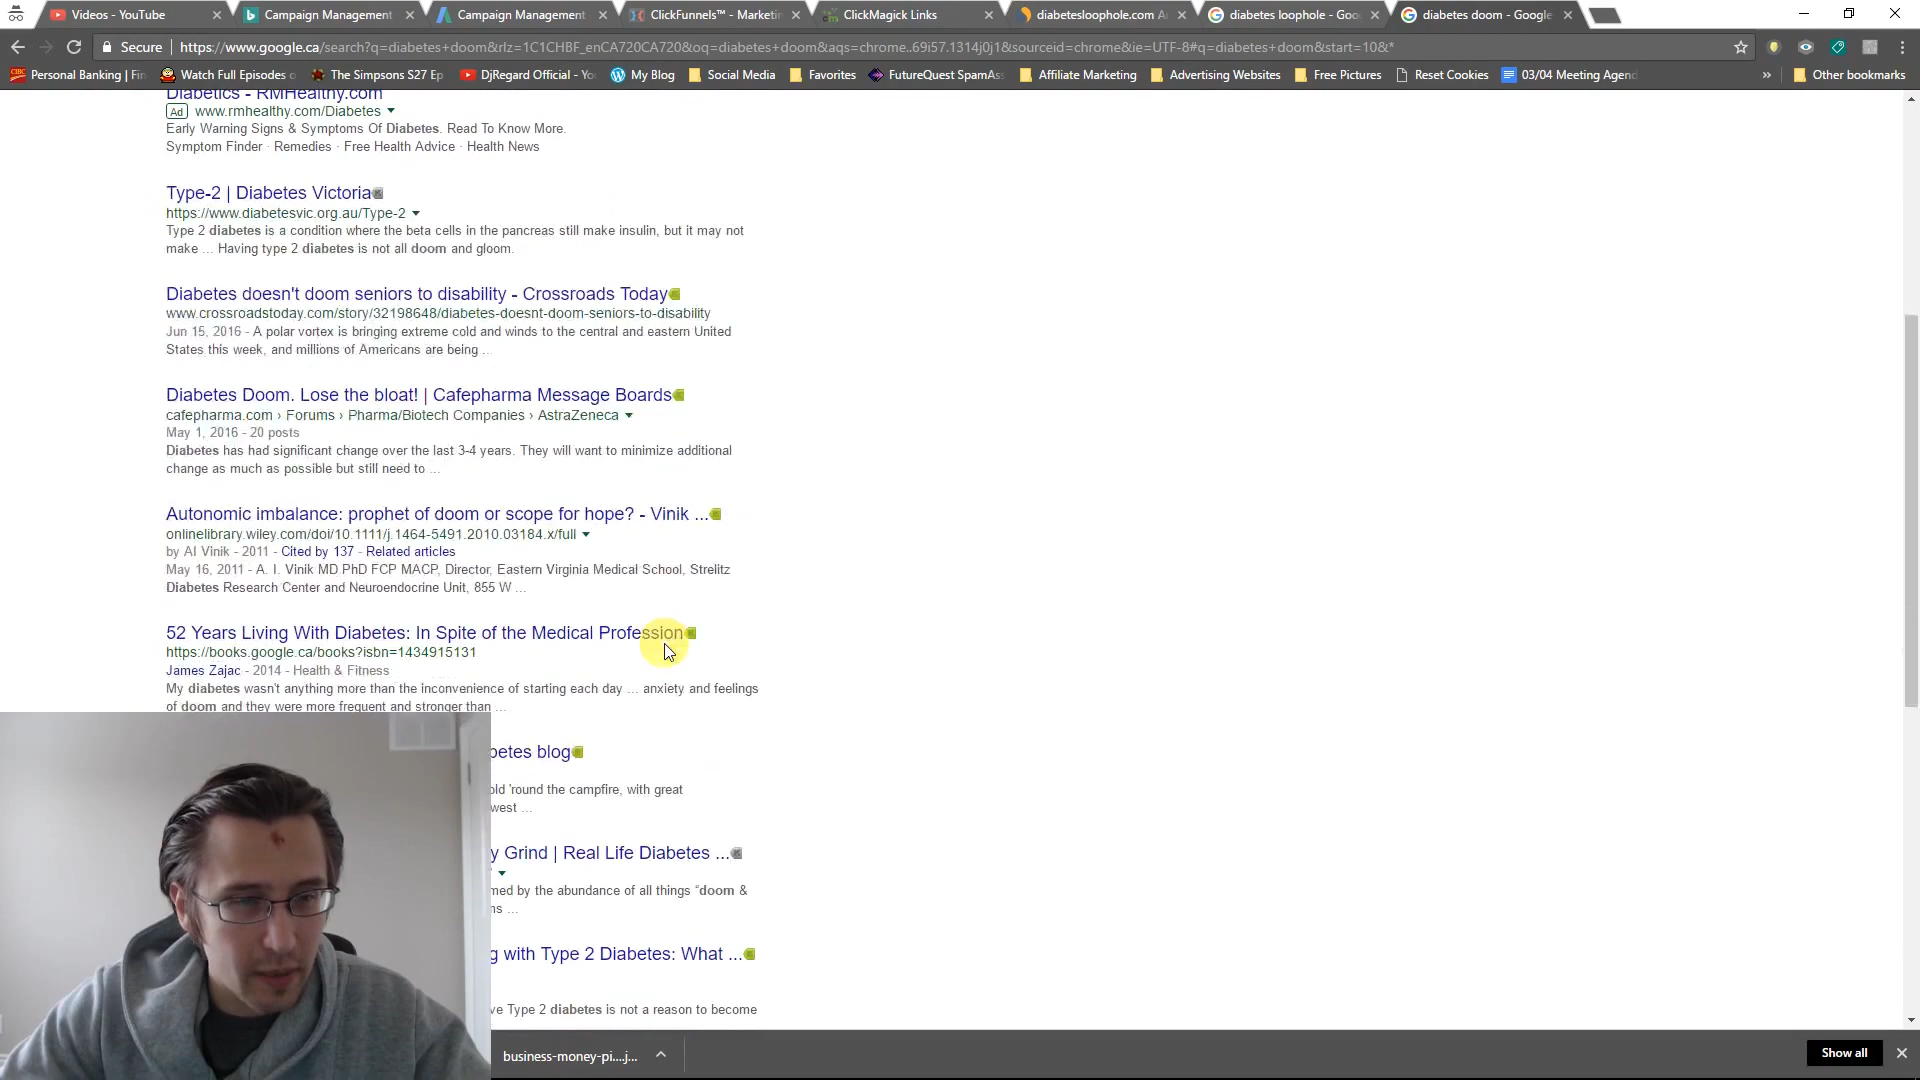 Videos - YouTube
Campaign Management
Campaign Management
ClickFunnels™ - Marketi
ClickMagick Links
diabetesloophole.com A
diabetes loophole - Goo
diabetes doom - Google
Secure
https://www.google.ca/search?q=diabetes+doom&rlz=1C1CHBF_enCA720CA720&oq=diabetes+doom&aqs=chrome..69i57.1314j0j1&sourceid=chrome&ie=UTF-8#q=diabetes+doom&start=10&*
CIBC Personal Banking | Fin
Watch Full Episodes o
The Simpsons S27 Ep
DjRegard Official - Yo
My Blog
Social Media
Favorites
FutureQuest SpamAss
Affiliate Marketing
Advertising Websites
Free Pictures
Reset Cookies
03/04 Meeting Agend
»
Other bookmarks
Diabetics - RMHealthy.com
Ad www.rmhealthy.com/Diabetes
Early Warning Signs & Symptoms Of Diabetes. Read To Know More.
Symptom Finder · Remedies · Free Health Advice · Health News
Type-2 | Diabetes Victoria
https://www.diabetesvic.org.au/Type-2
Type 2 diabetes is a condition where the beta cells in the pancreas still make insulin, but it may not
make ... Having type 2 diabetes is not all doom and gloom.
Diabetes doesn't doom seniors to disability - Crossroads Today
www.crossroadstoday.com/story/32198648/diabetes-doesnt-doom-seniors-to-disability
Jun 15, 2016 - A polar vortex is bringing extreme cold and winds to the central and eastern United
States this week, and millions of Americans are being ...
Diabetes Doom. Lose the bloat! | Cafepharma Message Boards
cafepharma.com › Forums › Pharma/Biotech Companies › AstraZeneca
May 1, 2016 - 20 posts
Diabetes has had significant change over the last 3-4 years. They will want to minimize additional
change as much as possible but still need to ...
Autonomic imbalance: prophet of doom or scope for hope? - Vinik ...
onlinelibrary.wiley.com/doi/10.1111/j.1464-5491.2010.03184.x/full
by AI Vinik - 2011 - Cited by 137 - Related articles
May 16, 2011 - A. I. Vinik MD PhD FCP MACP, Director, Eastern Virginia Medical School, Strelitz
Diabetes Research Center and Neuroendocrine Unit, 855 W ...
52 Years Living With Diabetes: In Spite of the Medical Profession
https://books.google.ca/books?isbn=1434915131
James Zajac - 2014 - Health & Fitness
My diabetes wasn't anything more than the inconvenience of starting each day ... anxiety and feelings
of doom and they were more frequent and stronger than ...
betes blog
old 'round the campfire, with great
west ...
y Grind | Real Life Diabetes ...
med by the abundance of all things "doom &
ms ...
g with Type 2 Diabetes: What ...
ve Type 2 diabetes is not a reason to become
business-money-pi....j...
Show all